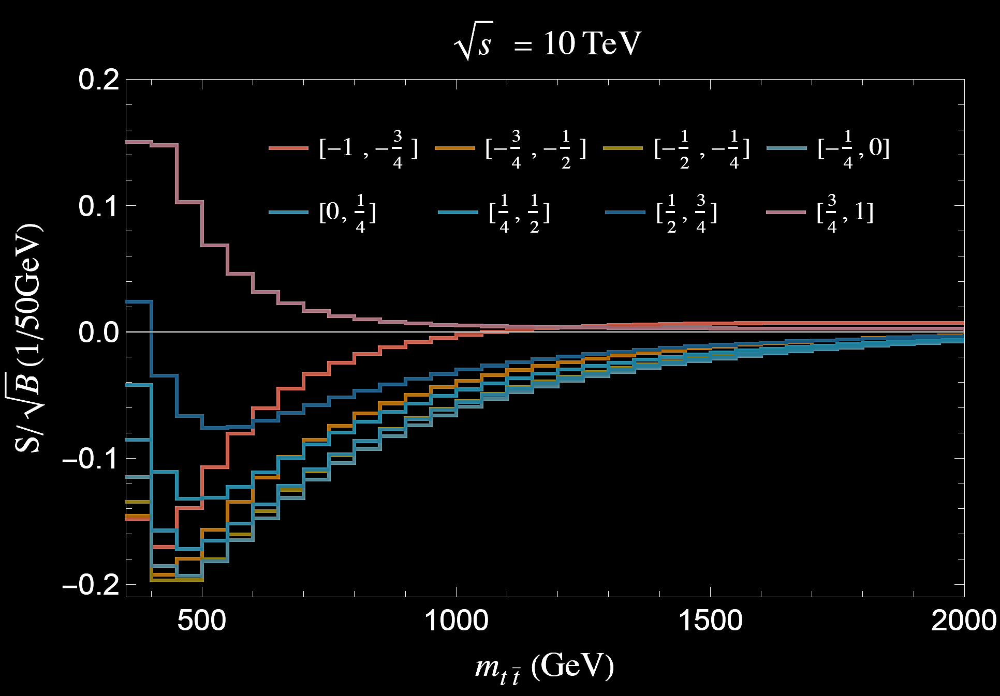 √s = 10 TeV
0.2
[−1 , −3/4 ] [−3/4 , −1/2 ] [−1/2 , −1/4] [−1/4, 0]
0.1
[0, 1/4] [1/4, 1/2] [1/2, 3/4] [3/4, 1]
S/√B (1/50GeV)
0.0
−0.1
−0.2
500 1000 1500 2000
m_{t t̄} (GeV)